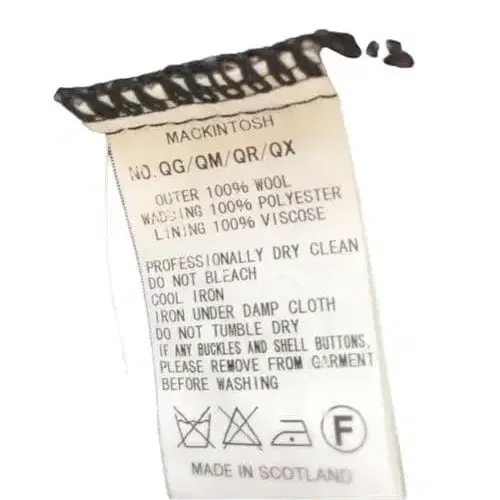 MACKINTOSH
NO. QG/QM/QR/QX
OUTER 100% WOOL
WADDING 100% POLYESTER
LINING 100% VISCOSE
PROFESSIONALLY DRY CLEAN
DO NOT BLEACH
COOL IRON
IRON UNDER DAMP CLOTH
DO NOT TUMBLE DRY
IF ANY BUCKLES AND SHELL BUTTONS,
PLEASE REMOVE FROM GARMENT
BEFORE WASHING
F
MADE IN SCOTLAND